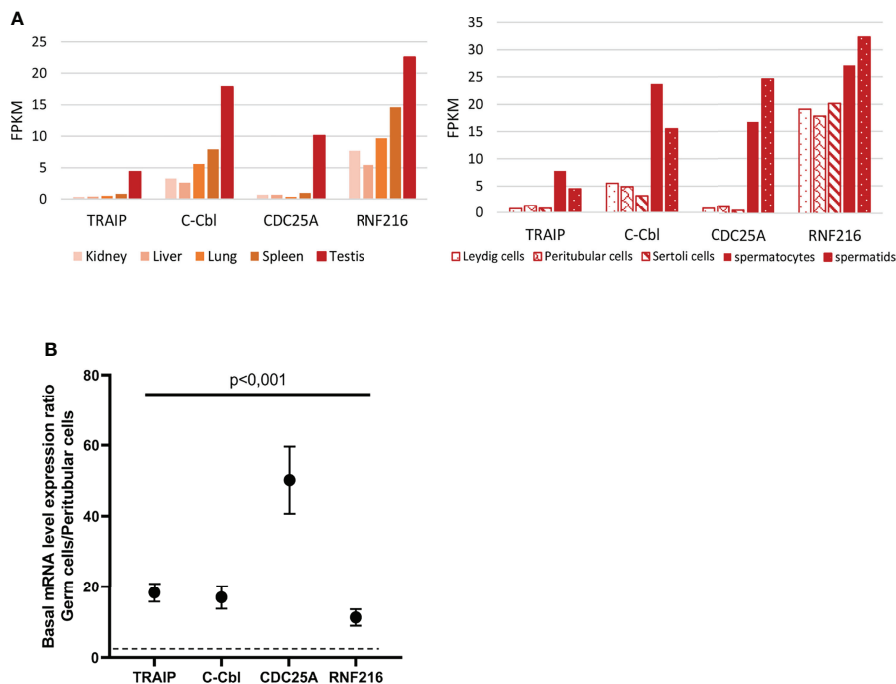 A
FPKM
25
20
15
10
5
0
TRAIP C-Cbl CDC25A RNF216
Kidney Liver Lung Spleen Testis
FPKM
35
30
25
20
15
10
5
0
TRAIP C-Cbl CDC25A RNF216
Leydig cells Peritubular cells Sertoli cells spermatocytes spermatids
B
Basal mRNA level expression ratio
Germ cells/Peritubular cells
80
60
40
20
0
p<0,001
TRAIP C-Cbl CDC25A RNF216